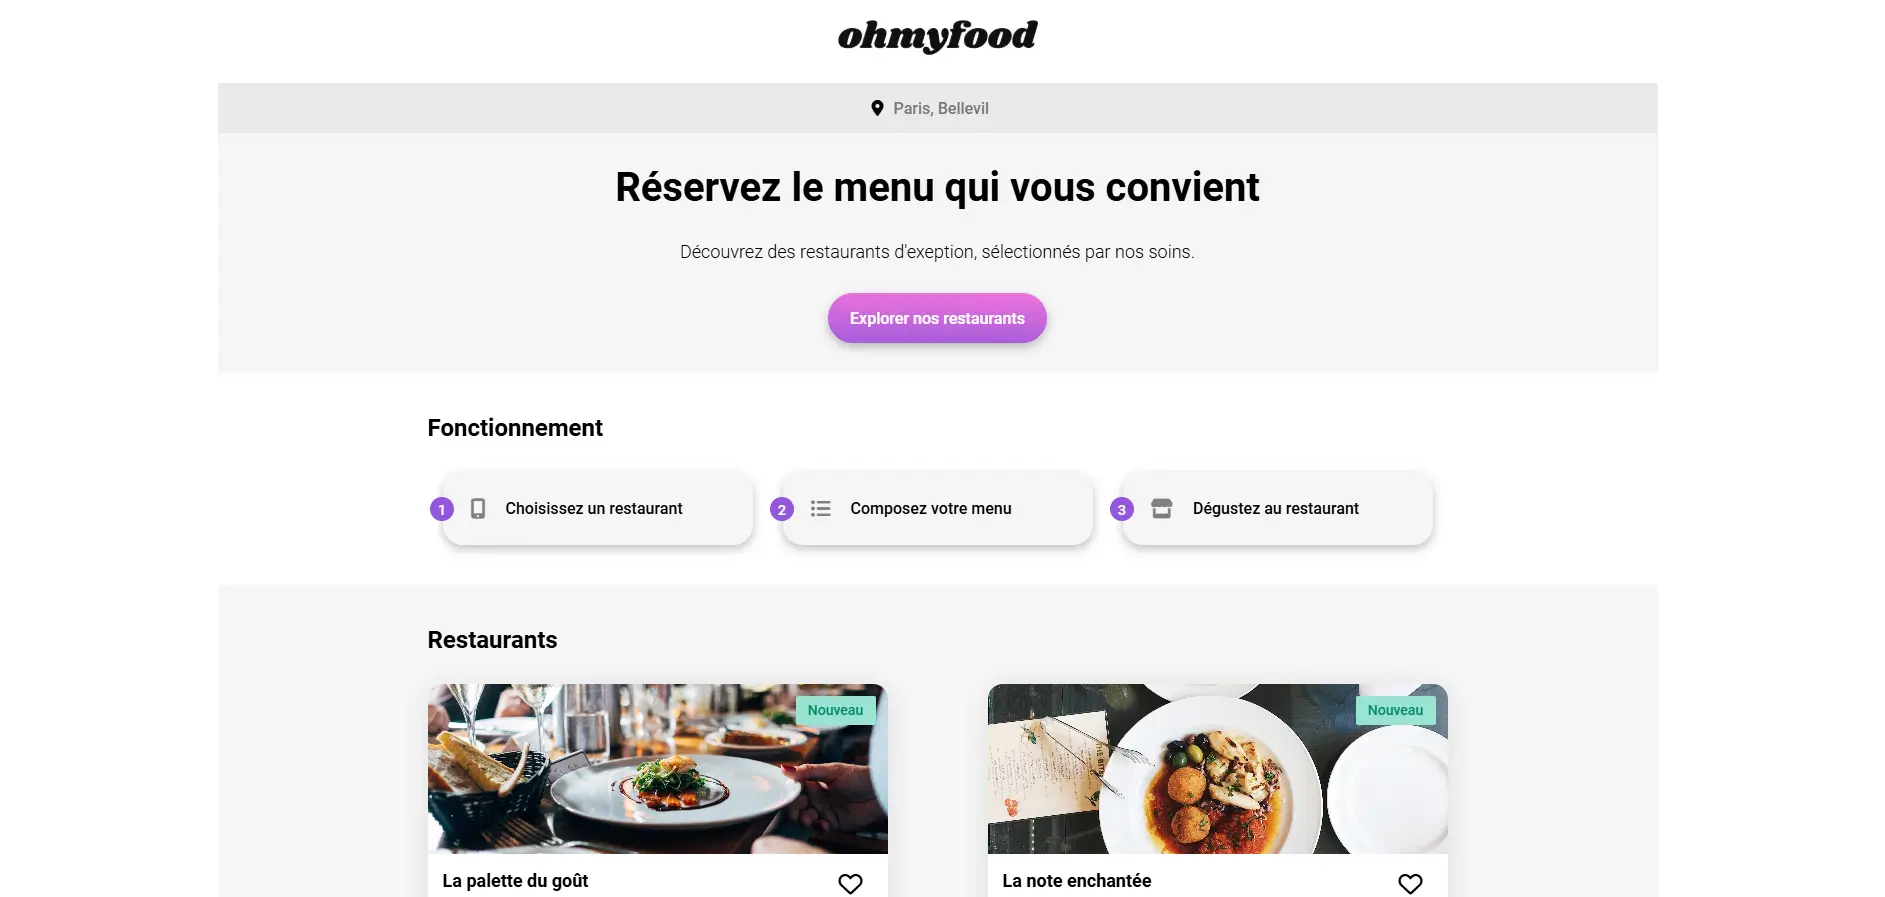 ohmyfood
Paris, Bellevil
Réservez le menu qui vous convient
Découvrez des restaurants d'exeption, sélectionnés par nos soins.
Explorer nos restaurants
Fonctionnement
1 Choisissez un restaurant
2 Composez votre menu
3 Dégustez au restaurant
Restaurants
Nouveau
Nouveau
La palette du goût
La note enchantée